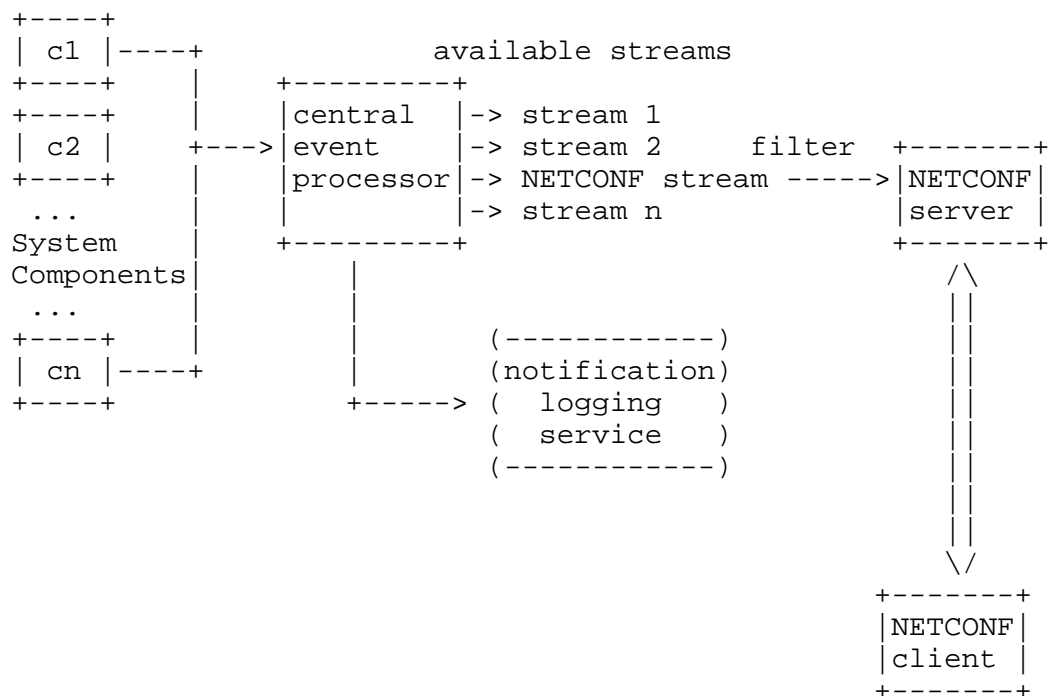 c1
available streams
central -> stream 1
c2 event -> stream 2 filter
processor -> NETCONF stream -----> NETCONF
... -> stream n server
System
Components
...
(notification)
cn
( logging )
( service )
NETCONF
client